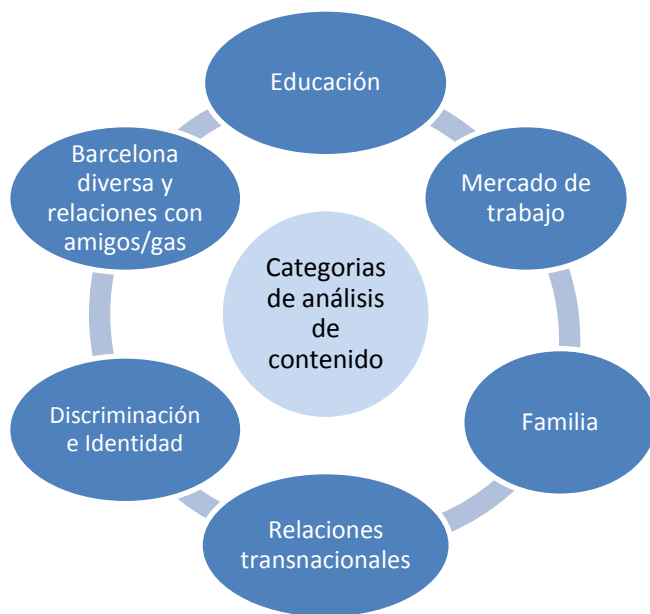 Educación
Mercado de
trabajo
Familia
Relaciones
transnacionales
Discriminación
e Identidad
Barcelona
diversa y
relaciones con
amigos/gas
Categorias
de análisis
de
contenido